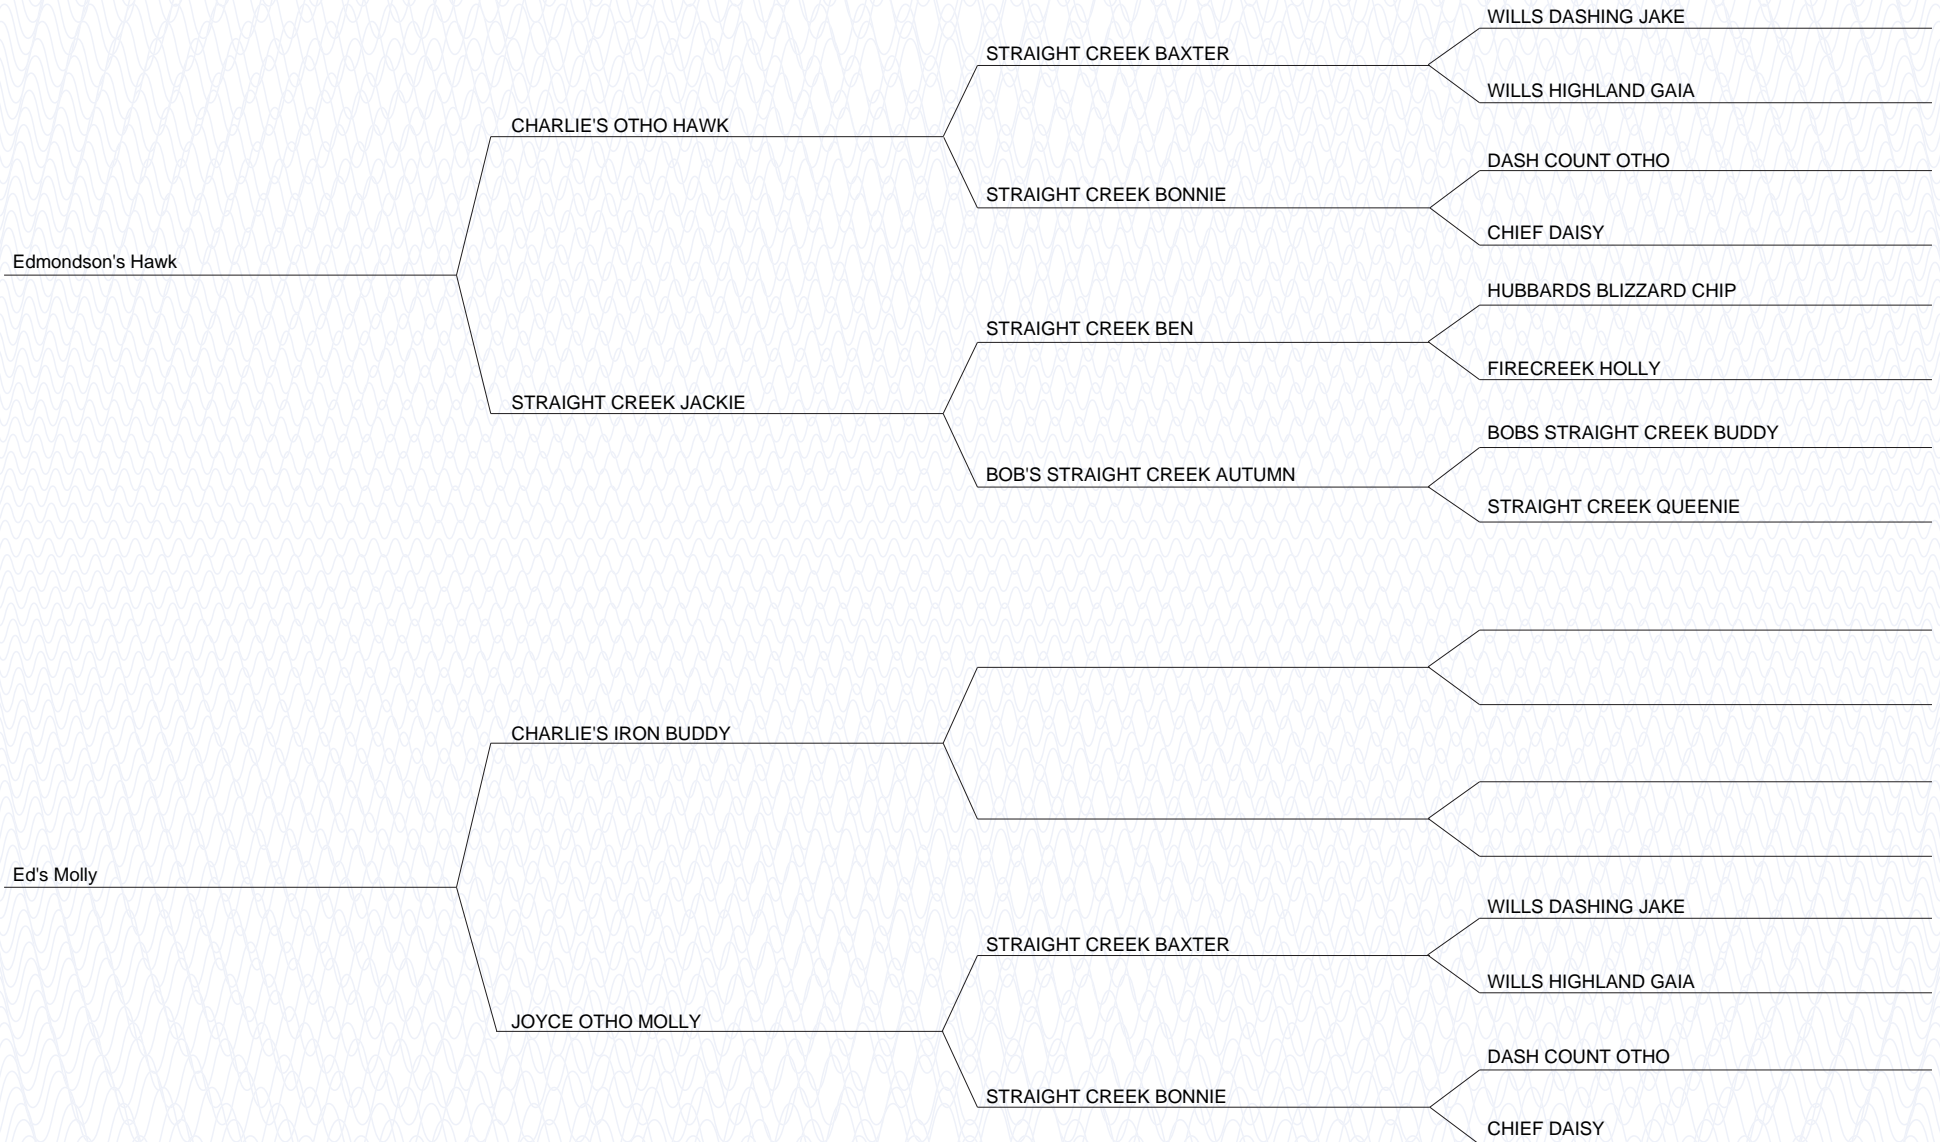 WILLS DASHING JAKE
STRAIGHT CREEK BAXTER
WILLS HIGHLAND GAIA
CHARLIE'S OTHO HAWK
DASH COUNT OTHO
STRAIGHT CREEK BONNIE
CHIEF DAISY
Edmondson's Hawk
HUBBARDS BLIZZARD CHIP
STRAIGHT CREEK BEN
FIRECREEK HOLLY
STRAIGHT CREEK JACKIE
BOBS STRAIGHT CREEK BUDDY
BOB'S STRAIGHT CREEK AUTUMN
STRAIGHT CREEK QUEENIE
CHARLIE'S IRON BUDDY
Ed's Molly
WILLS DASHING JAKE
STRAIGHT CREEK BAXTER
WILLS HIGHLAND GAIA
JOYCE OTHO MOLLY
DASH COUNT OTHO
STRAIGHT CREEK BONNIE
CHIEF DAISY